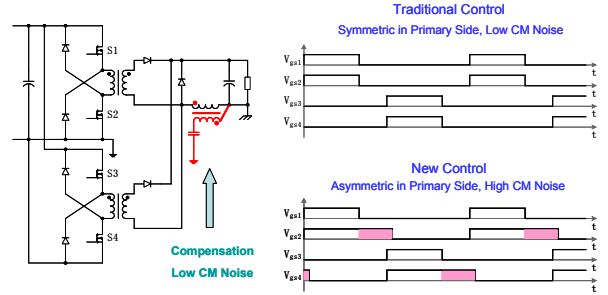 Traditional Control
Symmetric in Primary Side, Low CM Noise
Vgs1
t
Vgs2
t
Vgs3
t
Vgs4
t
New Control
Asymmetric in Primary Side, High CM Noise
Vgs1
t
Vgs2
t
Vgs3
t
Vgs4
t
S1
S2
S3
S4
Compensation
Low CM Noise